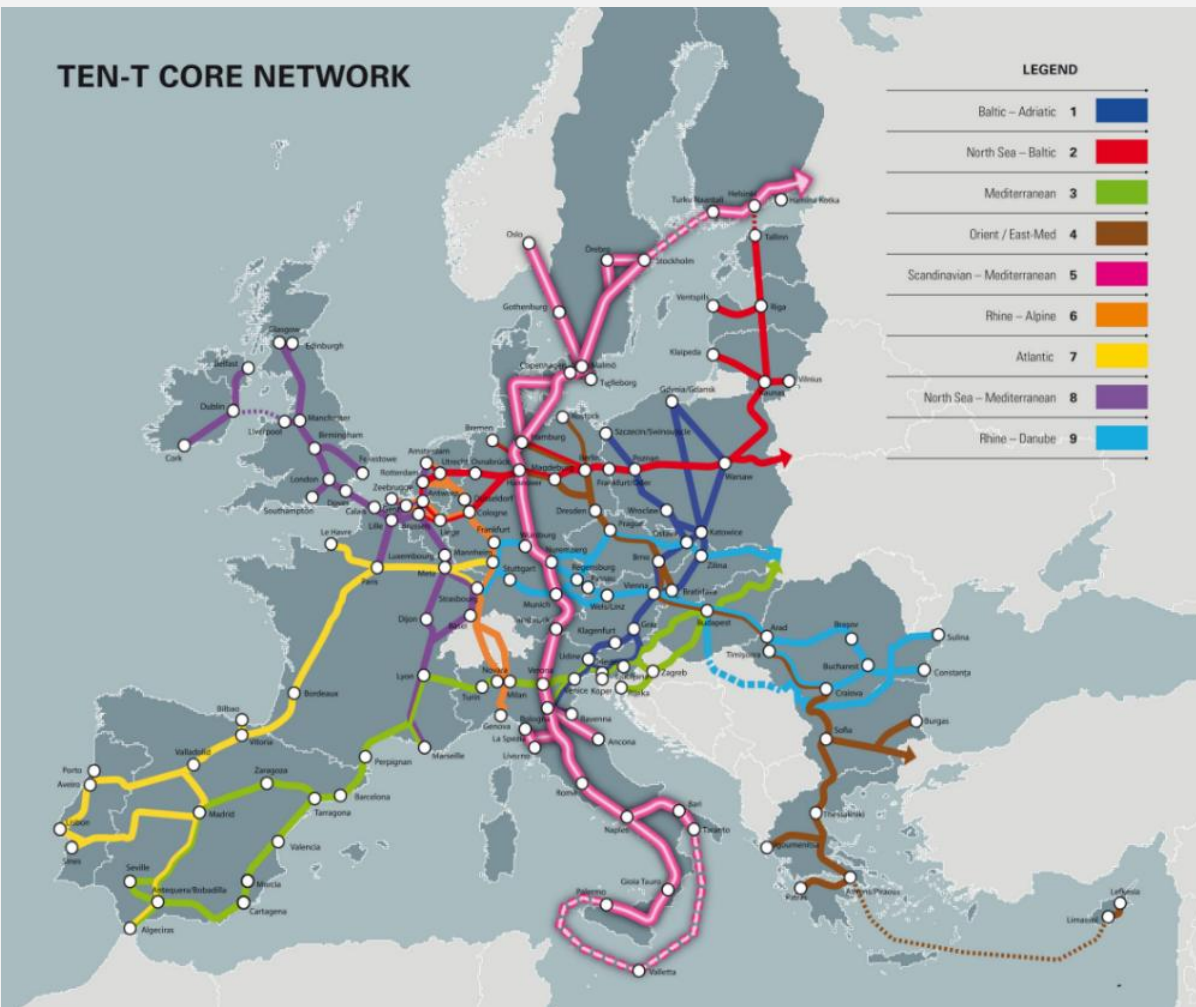 TEN-T CORE NETWORK
LEGEND
Baltic – Adriatic 1
North Sea – Baltic 2
Mediterranean 3
Orient / East-Med 4
Scandinavian – Mediterranean 5
Rhine – Alpine 6
Atlantic 7
North Sea – Mediterranean 8
Rhine – Danube 9
Helsinki
Turku Naantali
Hamina Kotka
Oslo
Örebro
Stockholm
Tallinn
Gothenburg
Ventspils
Riga
Glasgow
Edinburgh
Klaipeda
Belfast
Copenhagen
Malmö
Trelleborg
Vilnius
Kaunas
Gdynia/Gdansk
Dublin
Manchester
Rostock
Liverpool
Bremen
Szczecin/Swinoujscie
Cork
Birmingham
Hamburg
Amsterdam
Felixstowe
Utrecht
Osnabrück
Berlin
Poznan
Rotterdam
Magdeburg
Hannover
Frankfurt/Oder
Warsaw
London
Zeebrugge
Antwerp
Düsseldorf
Southampton
Dover
Calais
Cologne
Dresden
Wroclaw
Lille
Brussels
Liege
Frankfurt
Prague
Katowice
Le Havre
Würzburg
Ostrava
Luxembourg
Mannheim
Nuremberg
Brno
Zilina
Paris
Metz
Stuttgart
Regensburg
Passau
Strasbourg
Munich
Wels/Linz
Vienna
Bratislava
Dijon
Basel
Innsbruck
Klagenfurt
Graz
Budapest
Arad
Brasov
Sulina
Timişoara
Udine
Novara
Verona
Zagreb
Bucharest
Constanța
Lyon
Turin
Milan
Venice
Koper
Rijeka
Craiova
Bordeaux
Bilbao
Genova
Bologna
Ravenna
Burgas
Vitoria
La Spezia
Ancona
Sofia
Valladolid
Marseille
Livorno
Perpignan
Porto
Zaragoza
Aveiro
Rome
Barcelona
Madrid
Tarragona
Naples
Bari
Thessaloniki
Lisbon
Taranto
Sines
Valencia
Igoumenitsa
Seville
Murcia
Gioia Tauro
Antequera/Bobadilla
Palermo
Patras
Athens/Piraeus
Lefkosia
Cartagena
Limassol
Algeciras
Valletta